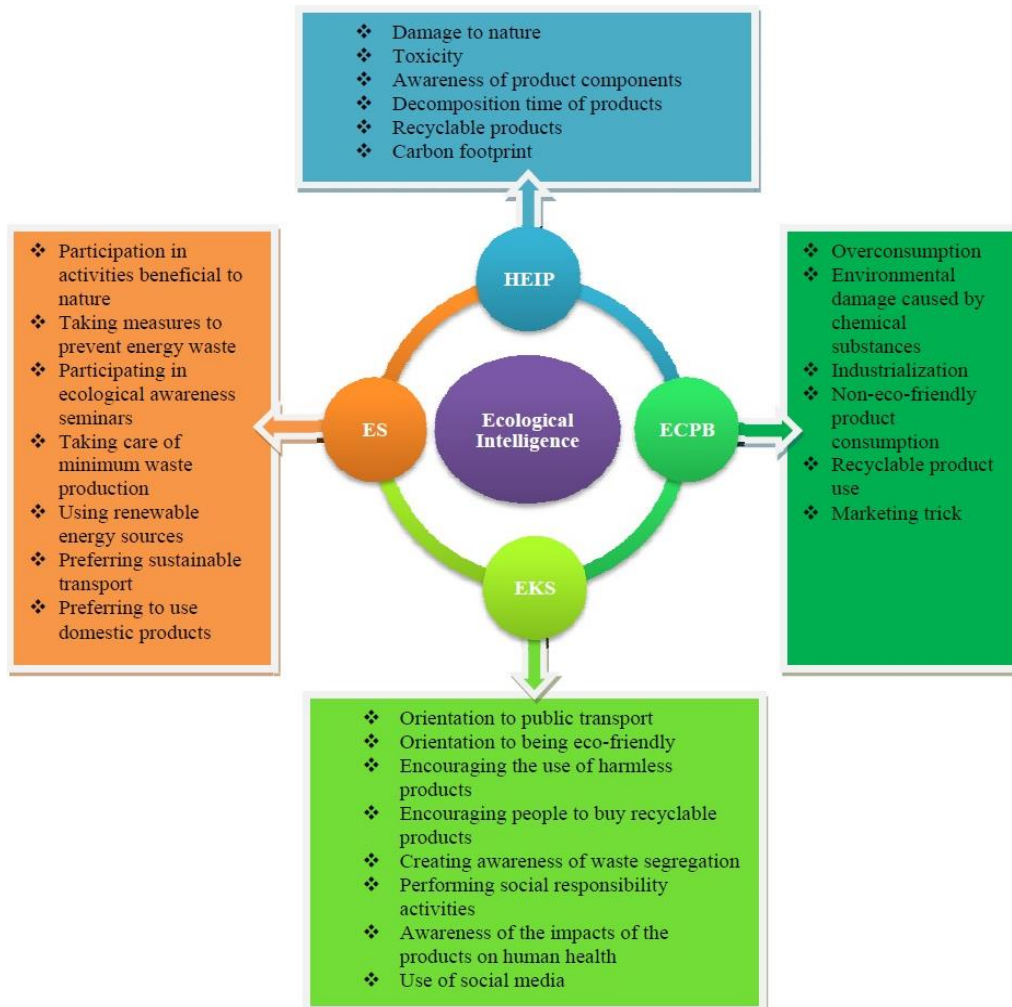 Damage to nature
Toxicity
Awareness of product components
Decomposition time of products
Recyclable products
Carbon footprint
Participation in
activities beneficial to
nature
Taking measures to
prevent energy waste
Participating in
ecological awareness
seminars
Taking care of
minimum waste
production
Using renewable
energy sources
Preferring sustainable
transport
Preferring to use
domestic products
HEIP
ES
Ecological
Intelligence
ECPB
EKS
Overconsumption
Environmental
damage caused by
chemical
substances
Industrialization
Non-eco-friendly
product
consumption
Recyclable product
use
Marketing trick
Orientation to public transport
Orientation to being eco-friendly
Encouraging the use of harmless
products
Encouraging people to buy recyclable
products
Creating awareness of waste segregation
Performing social responsibility
activities
Awareness of the impacts of the
products on human health
Use of social media